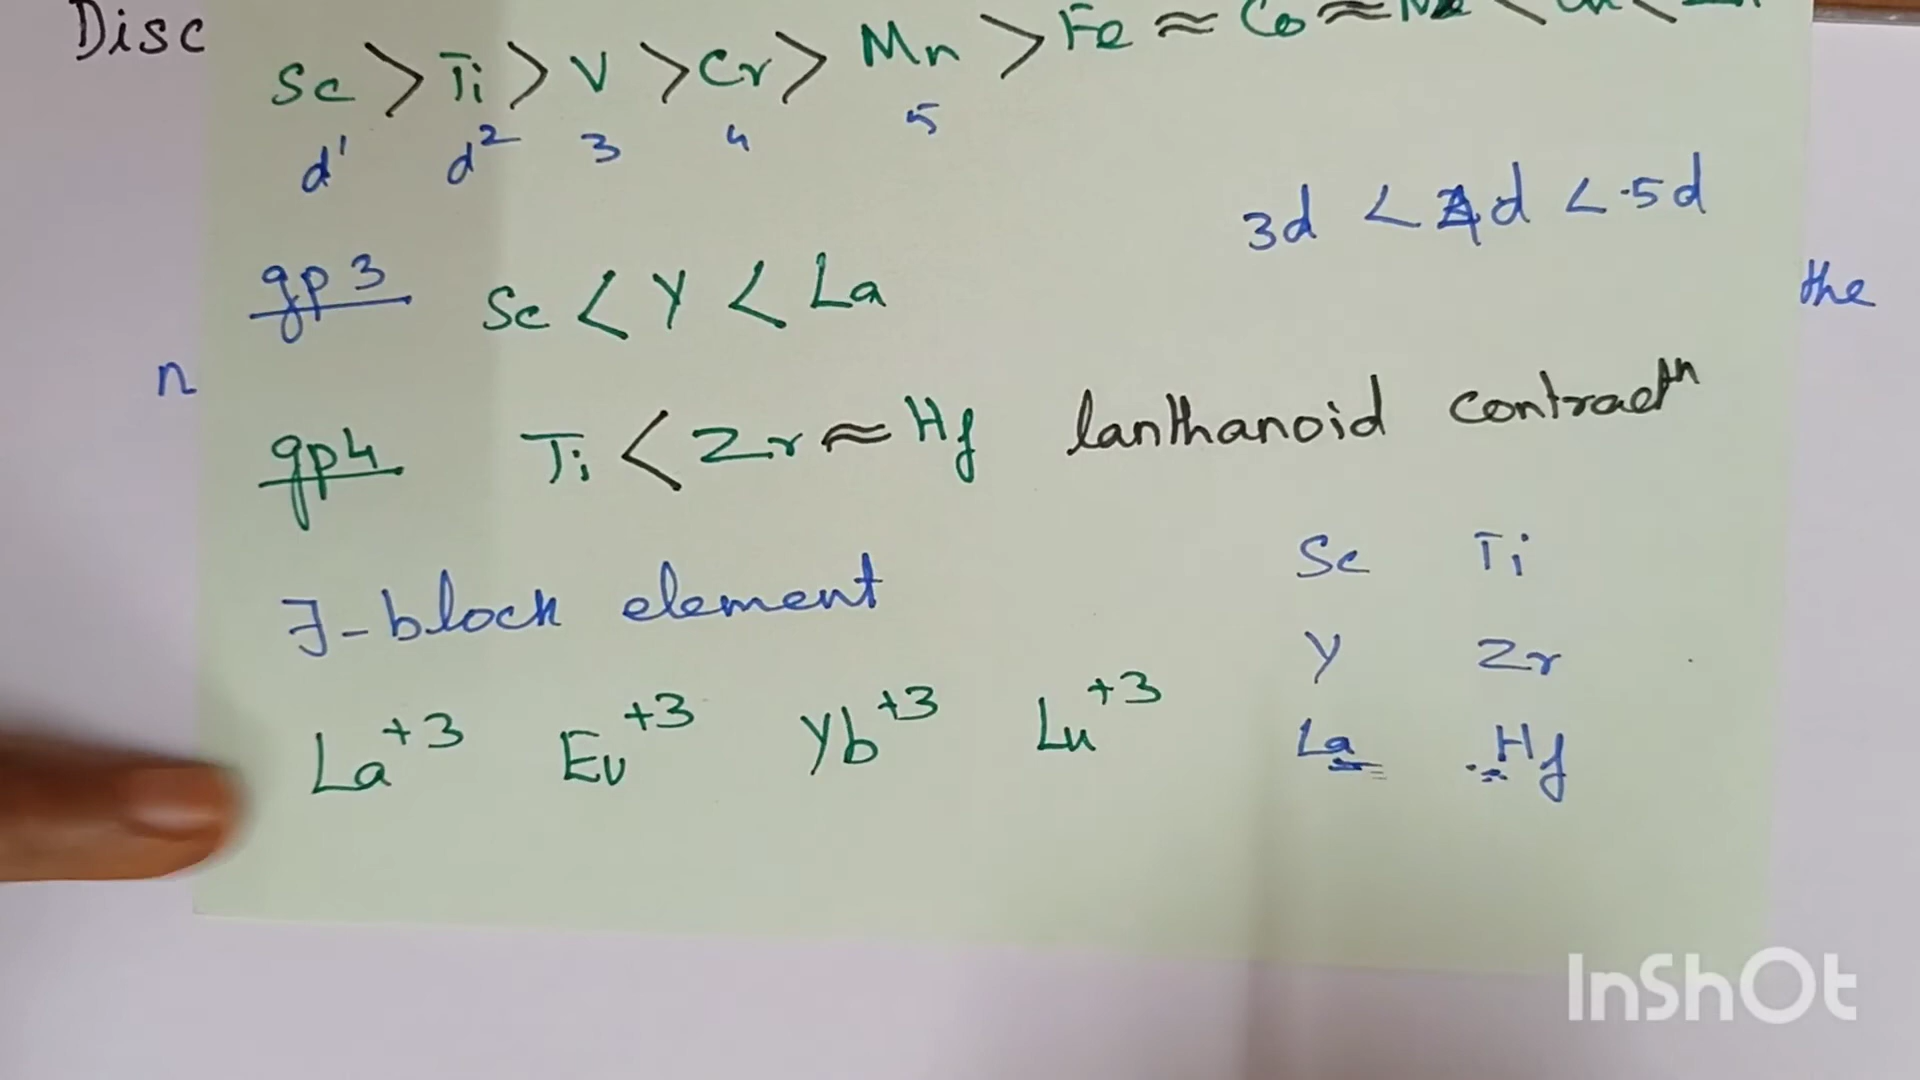 Disc
Sc > Ti > V > Cr > Mn > Fe ≈ Co ≈
d¹ d² 3 4 5
3d < 4d < 5d
gp 3 Sc < Y < La
the
n
gp4 Ti < Zr ≈ Hf lanthanoid contractⁿ
Sc Ti
f-block element
Y Zr
La⁺³ Eu⁺³ Yb⁺³ Lu⁺³
La Hf
InShOt